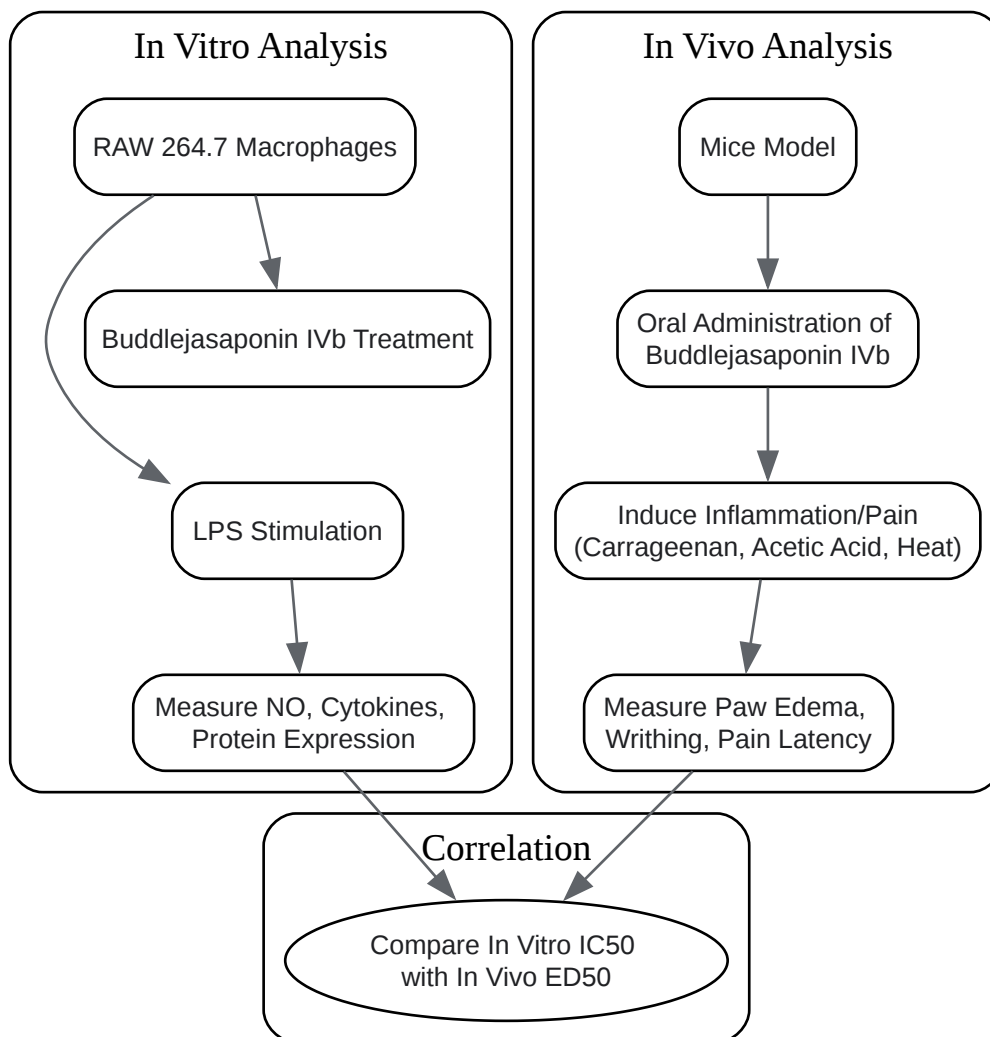 In Vitro Analysis
RAW 264.7 Macrophages
Buddlejasaponin IVb Treatment
LPS Stimulation
Measure NO, Cytokines,
Protein Expression
In Vivo Analysis
Mice Model
Oral Administration of
Buddlejasaponin IVb
Induce Inflammation/Pain
(Carrageenan, Acetic Acid, Heat)
Measure Paw Edema,
Writhing, Pain Latency
Correlation
Compare In Vitro IC50
with In Vivo ED50